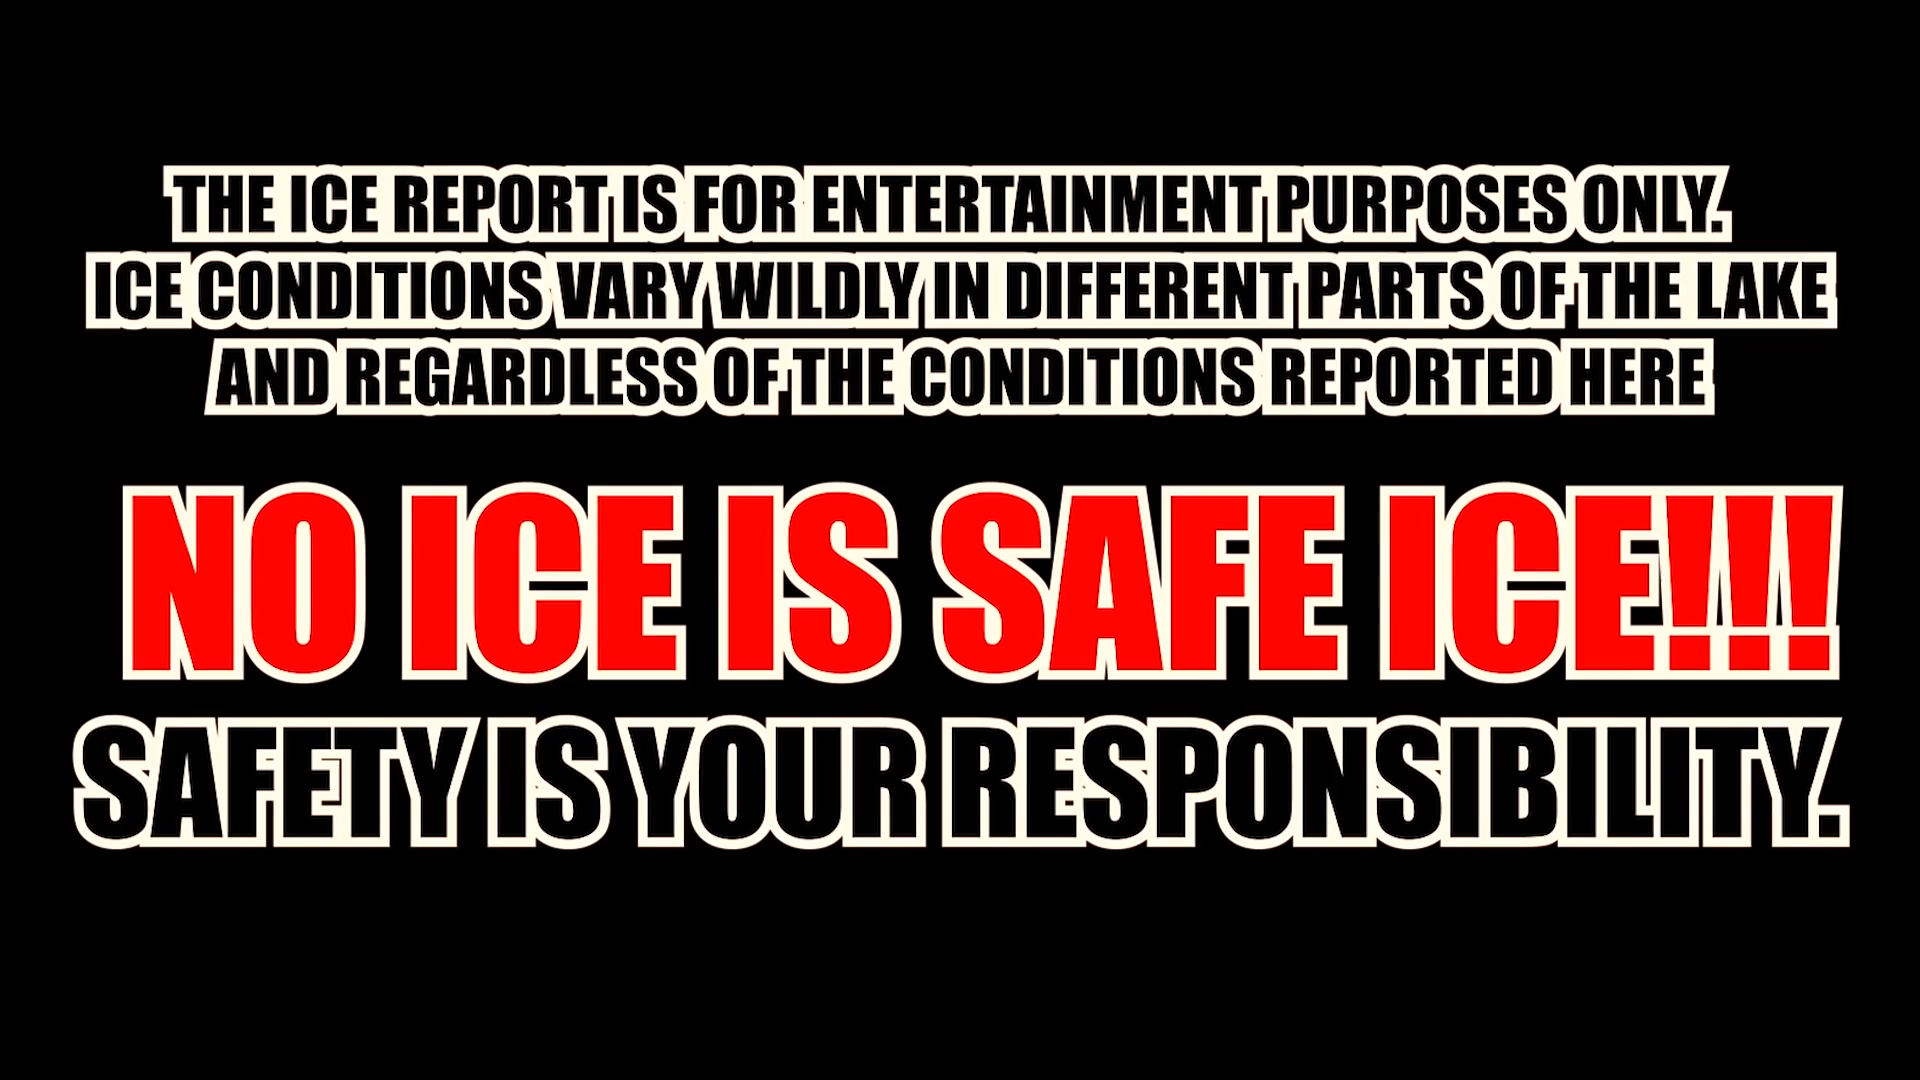 THE ICE REPORT IS FOR ENTERTAINMENT PURPOSES ONLY.
ICE CONDITIONS VARY WILDLY IN DIFFERENT PARTS OF THE LAKE
AND REGARDLESS OF THE CONDITIONS REPORTED HERE
NO ICE IS SAFE ICE!!!
SAFETY IS YOUR RESPONSIBILITY.